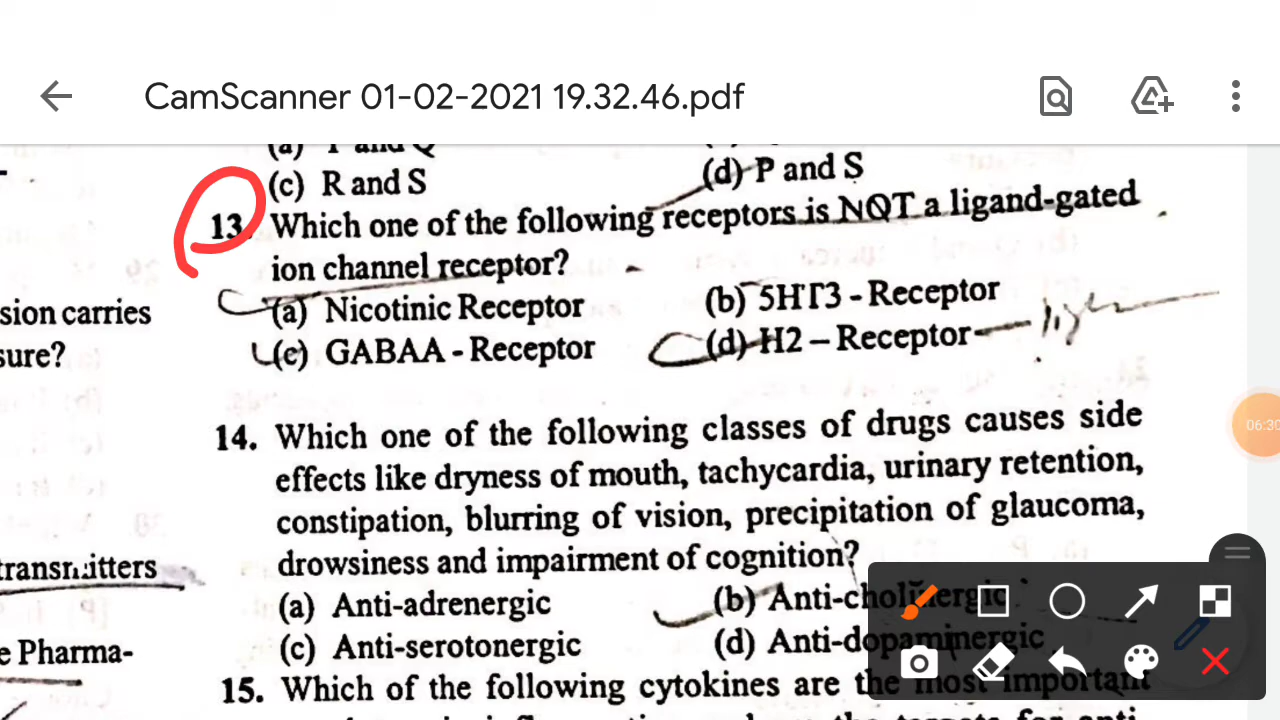 CamScanner 01-02-2021 19.32.46.pdf
(c) R and S
(d) P and S
13. Which one of the following receptors is NOT a ligand-gated
ion channel receptor?
(a) Nicotinic Receptor
(b) 5HT3 - Receptor
(c) GABAA - Receptor
(d) H2 – Receptor
14. Which one of the following classes of drugs causes side
effects like dryness of mouth, tachycardia, urinary retention,
constipation, blurring of vision, precipitation of glaucoma,
drowsiness and impairment of cognition?
(a) Anti-adrenergic
(b) Anti-cholinergic
(c) Anti-serotonergic
(d) Anti-dopaminergic
15. Which of the following cytokines are the most important
sion carries
sure?
transmitters
e Pharma-
06:30